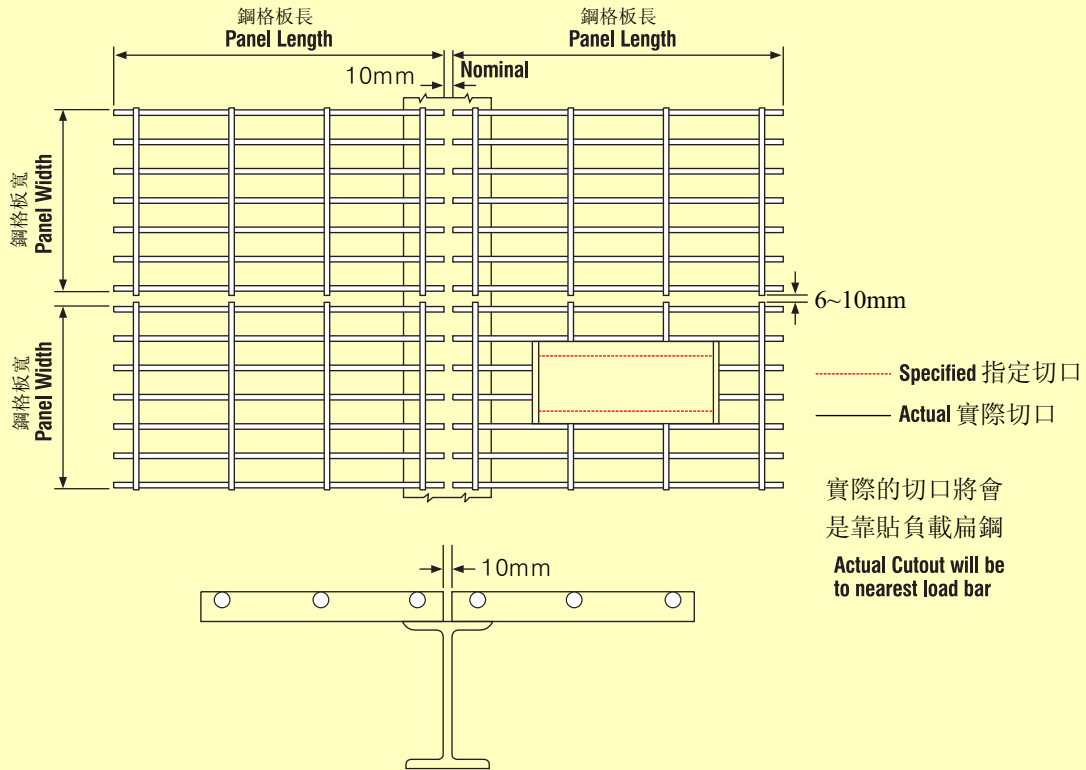 鋼格板長
Panel Length
鋼格板長
Panel Length
10mm
Nominal
鋼格板寬
Panel Width
鋼格板寬
Panel Width
6~10mm
Specified 指定切口
Actual 實際切口
實際的切口將會
是靠貼負載扁鋼
Actual Cutout will be
to nearest load bar
10mm